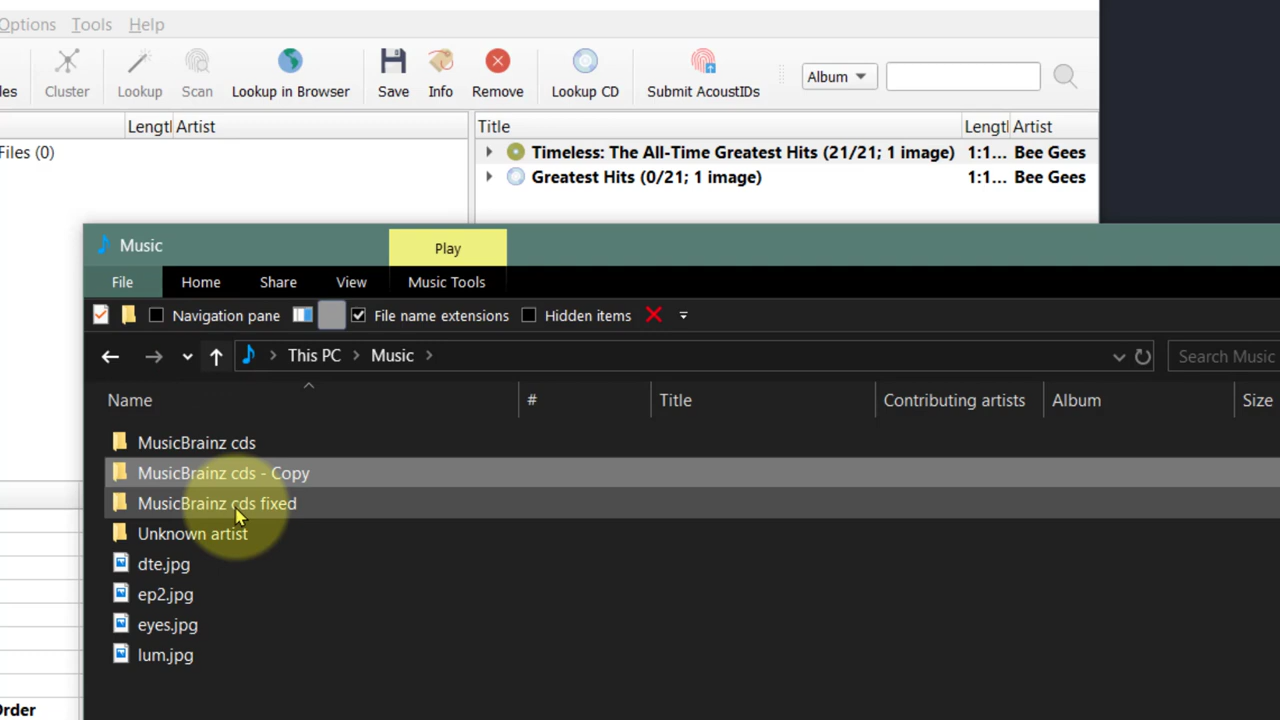 Options Tools Help
les Cluster Lookup Scan Lookup in Browser Save Info Remove Lookup CD Submit AcoustIDs Album
Length Artist
Title Length Artist
Files (0)
Timeless: The All-Time Greatest Hits (21/21; 1 image) 1:1... Bee Gees
Greatest Hits (0/21; 1 image) 1:1... Bee Gees
Music Play
File Home Share View Music Tools
Navigation pane File name extensions Hidden items
This PC Music Search Music
Name # Title Contributing artists Album Size
MusicBrainz cds
MusicBrainz cds - Copy
MusicBrainz cds fixed
Unknown artist
dte.jpg
ep2.jpg
eyes.jpg
lum.jpg
Order